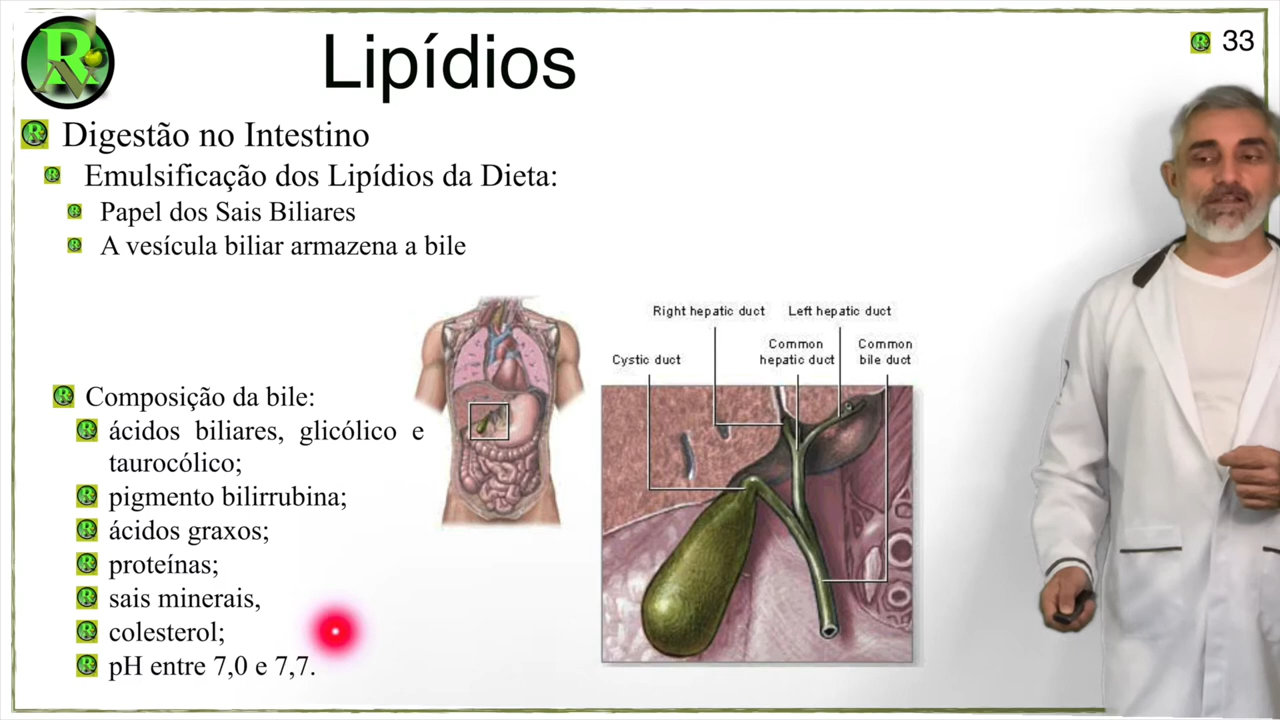 Lipídios
33
Digestão no Intestino
Emulsificação dos Lipídios da Dieta:
Papel dos Sais Biliares
A vesícula biliar armazena a bile
Right hepatic duct
Left hepatic duct
Cystic duct
Common
hepatic duct
Common
bile duct
Composição da bile:
ácidos biliares, glicólico e
taurocólico;
pigmento bilirrubina;
ácidos graxos;
proteínas;
sais minerais,
colesterol;
pH entre 7,0 e 7,7.